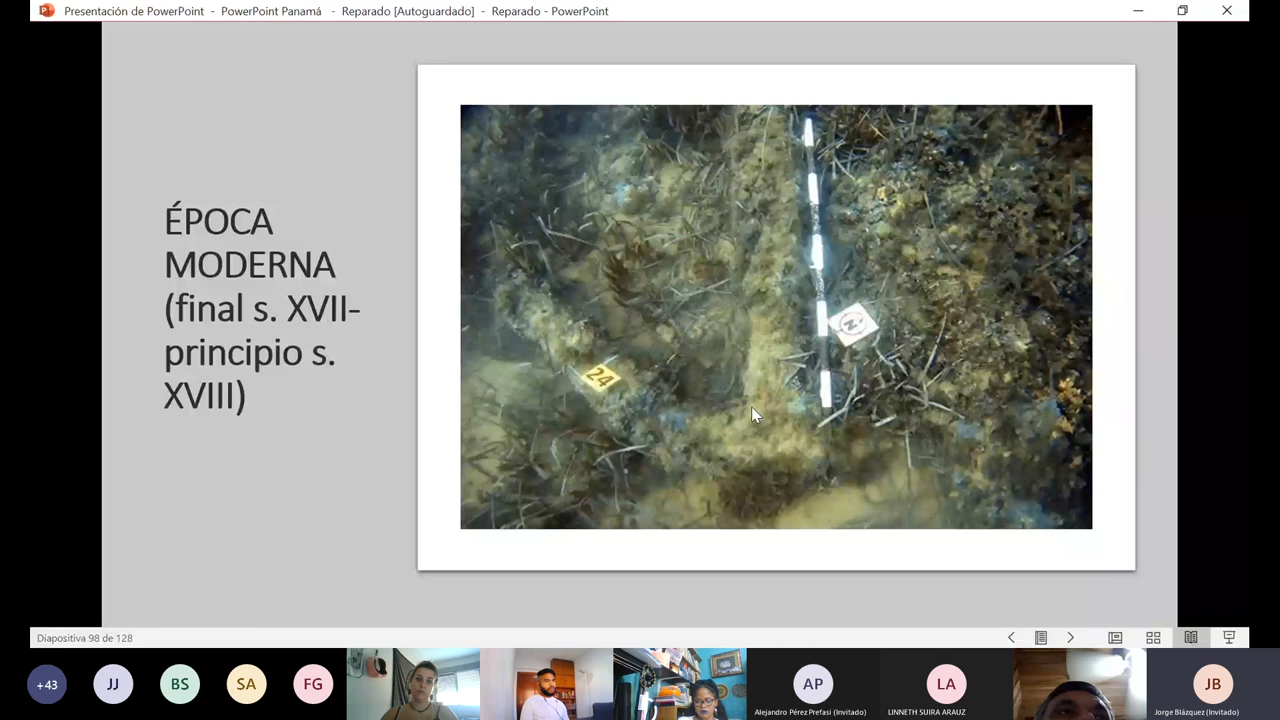 Presentación de PowerPoint - PowerPoint Panamá - Reparado [Autoguardado] - Reparado - PowerPoint
ÉPOCA
MODERNA
(final s. XVII-
principio s.
XVIII)
N
24
Diapositiva 98 de 128
+43
JJ
BS
SA
FG
AP
LA
JB
Alejandro Pérez Prefasi (Invitado)
LINNETH SUIRA ARAUZ
Jorge Blázquez (Invitado)